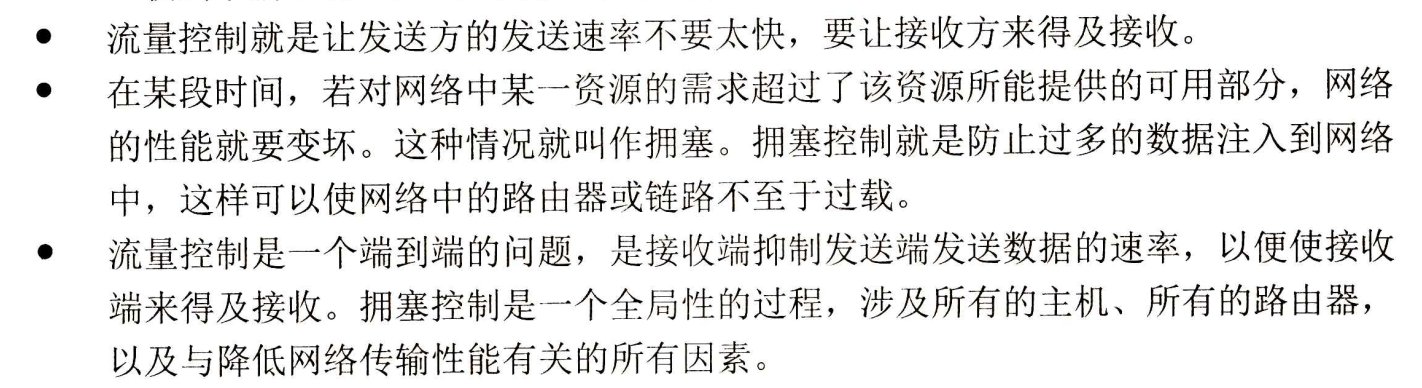 ● 流量控制就是让发送方的发送速率不要太快，要让接收方来得及接收。
● 在某段时间，若对网络中某一资源的需求超过了该资源所能提供的可用部分，网络
的性能就要变坏。这种情况就叫作拥塞。拥塞控制就是防止过多的数据注入到网络
中，这样可以使网络中的路由器或链路不至于过载。
● 流量控制是一个端到端的问题，是接收端抑制发送端发送数据的速率，以便使接收
端来得及接收。拥塞控制是一个全局性的过程，涉及所有的主机、所有的路由器，
以及与降低网络传输性能有关的所有因素。